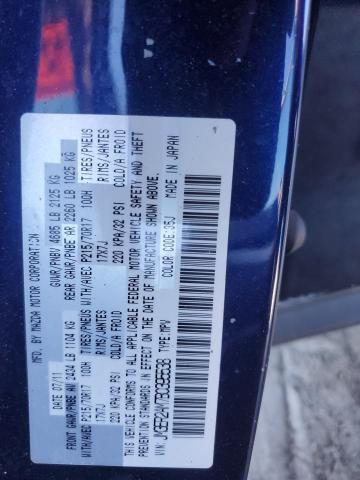 MFD. BY MAZDA MOTOR CORPORATION
DATE 07/11 GVWR/PNBV 4685 LB 2125 KG
FRONT GAWR/PNBE AV 2434 LB 1104 KG REAR GAWR/PNBE AR 2260 LB 1025 KG
WITH/AVEC P215/70R17 100H TIRES/PNEUS WITH/AVEC P215/70R17 100H TIRES/PNEUS
17X7J RIMS/JANTES 17X7J RIMS/JANTES
220 KPA/32 PSI COLD/A FROID 220 KPA/32 PSI COLD/A FROID
THIS VEHICLE CONFORMS TO ALL APPLICABLE FEDERAL MOTOR VEHICLE SAFETY AND THEFT
PREVENTION STANDARDS IN EFFECT ON THE DATE OF MANUFACTURE SHOWN ABOVE.
TYPE:MPV COLOR CODE:35J MADE IN JAPAN